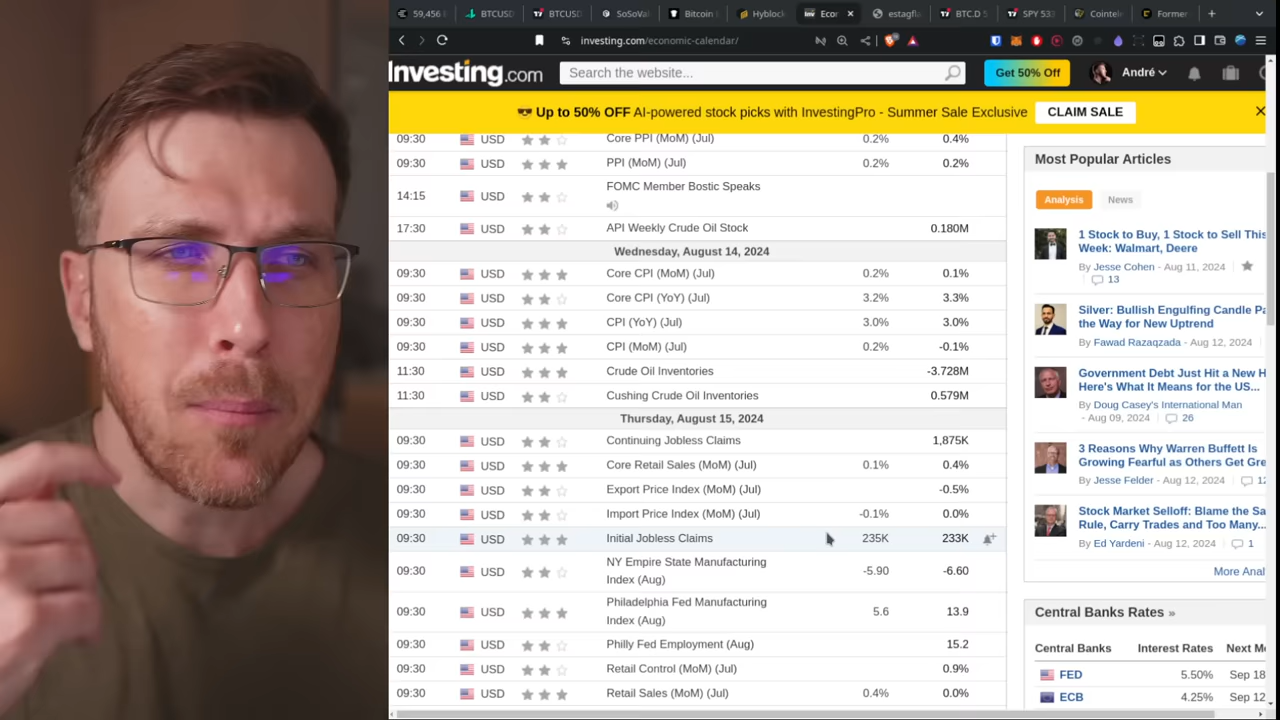 59,456
BTCUSD
BTCUSD
SoSoVal
Bitcoin
Hyblock
Econ
estagfla
BTC.D 5
SPY 533
Cointele
Former
investing.com/economic-calendar/
Investing.com
Search the website...
Get 50% Off
André
😎 Up to 50% OFF AI-powered stock picks with InvestingPro - Summer Sale Exclusive
CLAIM SALE
09:30 USD Core PPI (MoM) (Jul) 0.2% 0.4%
09:30 USD PPI (MoM) (Jul) 0.2% 0.2%
14:15 USD FOMC Member Bostic Speaks
17:30 USD API Weekly Crude Oil Stock 0.180M
Wednesday, August 14, 2024
09:30 USD Core CPI (MoM) (Jul) 0.2% 0.1%
09:30 USD Core CPI (YoY) (Jul) 3.2% 3.3%
09:30 USD CPI (YoY) (Jul) 3.0% 3.0%
09:30 USD CPI (MoM) (Jul) 0.2% -0.1%
11:30 USD Crude Oil Inventories -3.728M
11:30 USD Cushing Crude Oil Inventories 0.579M
Thursday, August 15, 2024
09:30 USD Continuing Jobless Claims 1,875K
09:30 USD Core Retail Sales (MoM) (Jul) 0.1% 0.4%
09:30 USD Export Price Index (MoM) (Jul) -0.5%
09:30 USD Import Price Index (MoM) (Jul) -0.1% 0.0%
09:30 USD Initial Jobless Claims 235K 233K
09:30 USD NY Empire State Manufacturing -5.90 -6.60
Index (Aug)
09:30 USD Philadelphia Fed Manufacturing 5.6 13.9
Index (Aug)
09:30 USD Philly Fed Employment (Aug) 15.2
09:30 USD Retail Control (MoM) (Jul) 0.9%
09:30 USD Retail Sales (MoM) (Jul) 0.4% 0.0%
Most Popular Articles
Analysis
News
1 Stock to Buy, 1 Stock to Sell This
Week: Walmart, Deere
By Jesse Cohen - Aug 11, 2024
13
Silver: Bullish Engulfing Candle Pa
the Way for New Uptrend
By Fawad Razaqzada - Aug 12, 2024
Government Debt Just Hit a New H
Here's What It Means for the US...
By Doug Casey's International Man
- Aug 09, 2024 26
3 Reasons Why Warren Buffett Is
Growing Fearful as Others Get Gre
By Jesse Felder - Aug 12, 2024 12
Stock Market Selloff: Blame the Sa
Rule, Carry Trades and Too Many...
By Ed Yardeni - Aug 12, 2024 1
More Anal
Central Banks Rates »
Central Banks Interest Rates Next Me
FED 5.50% Sep 18
ECB 4.25% Sep 12